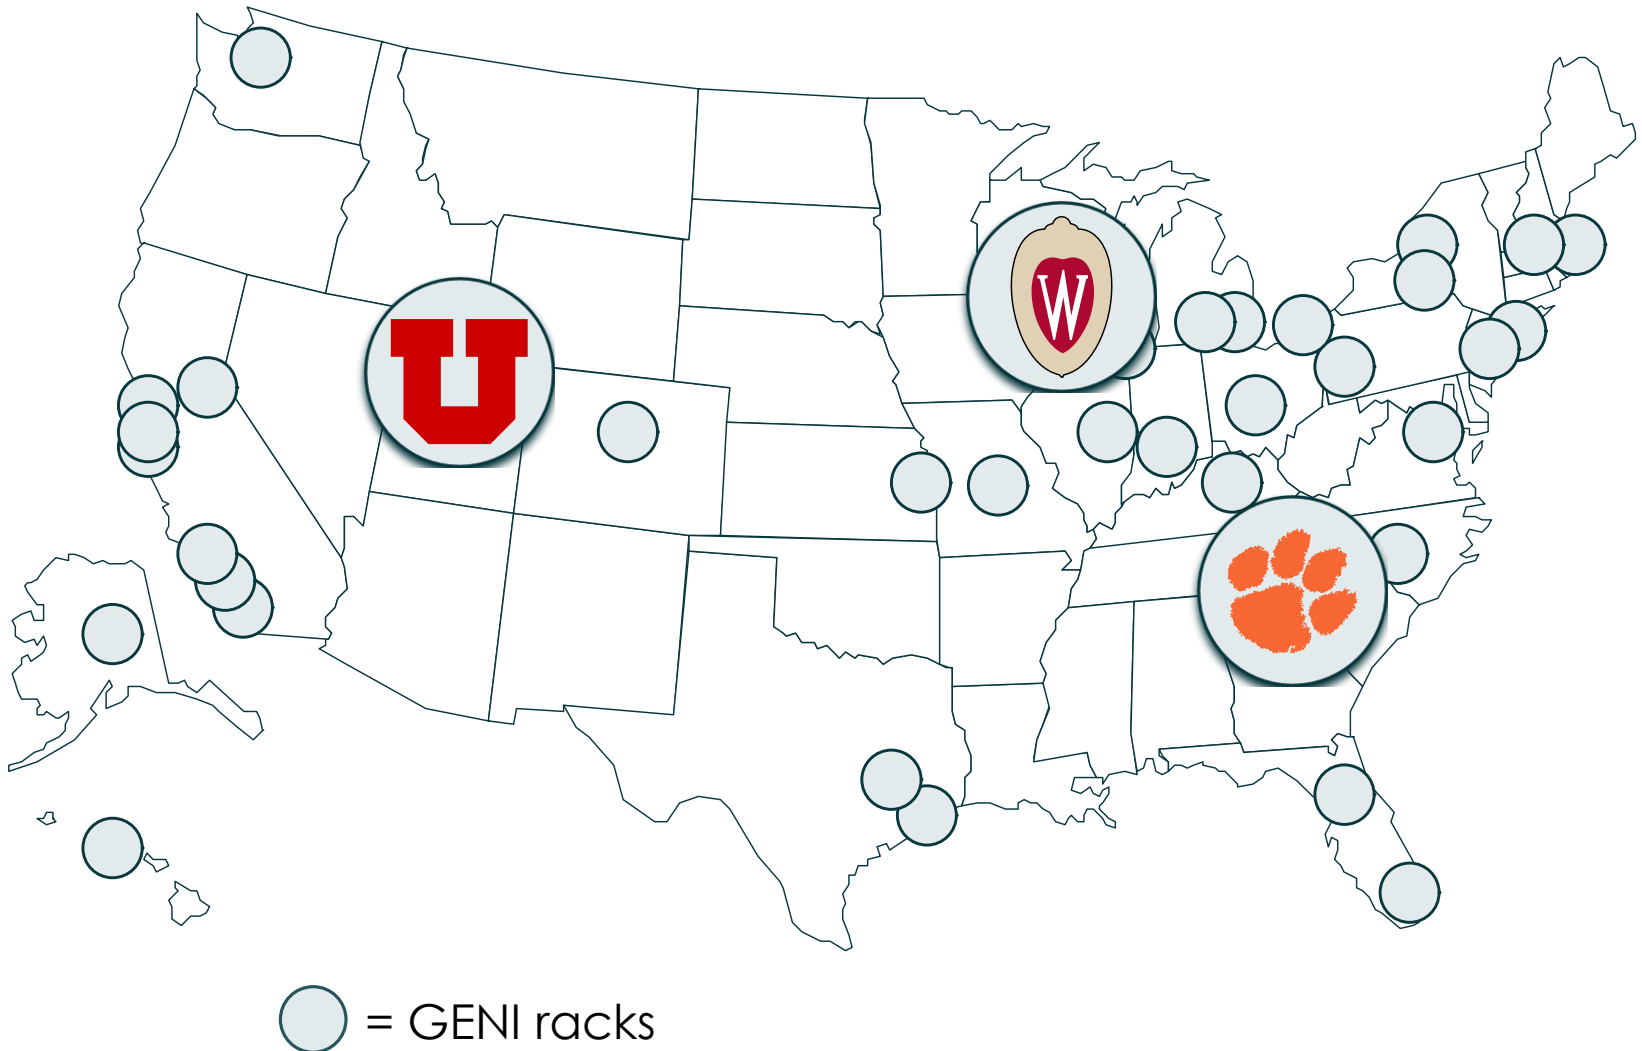 U
W
= GENI racks